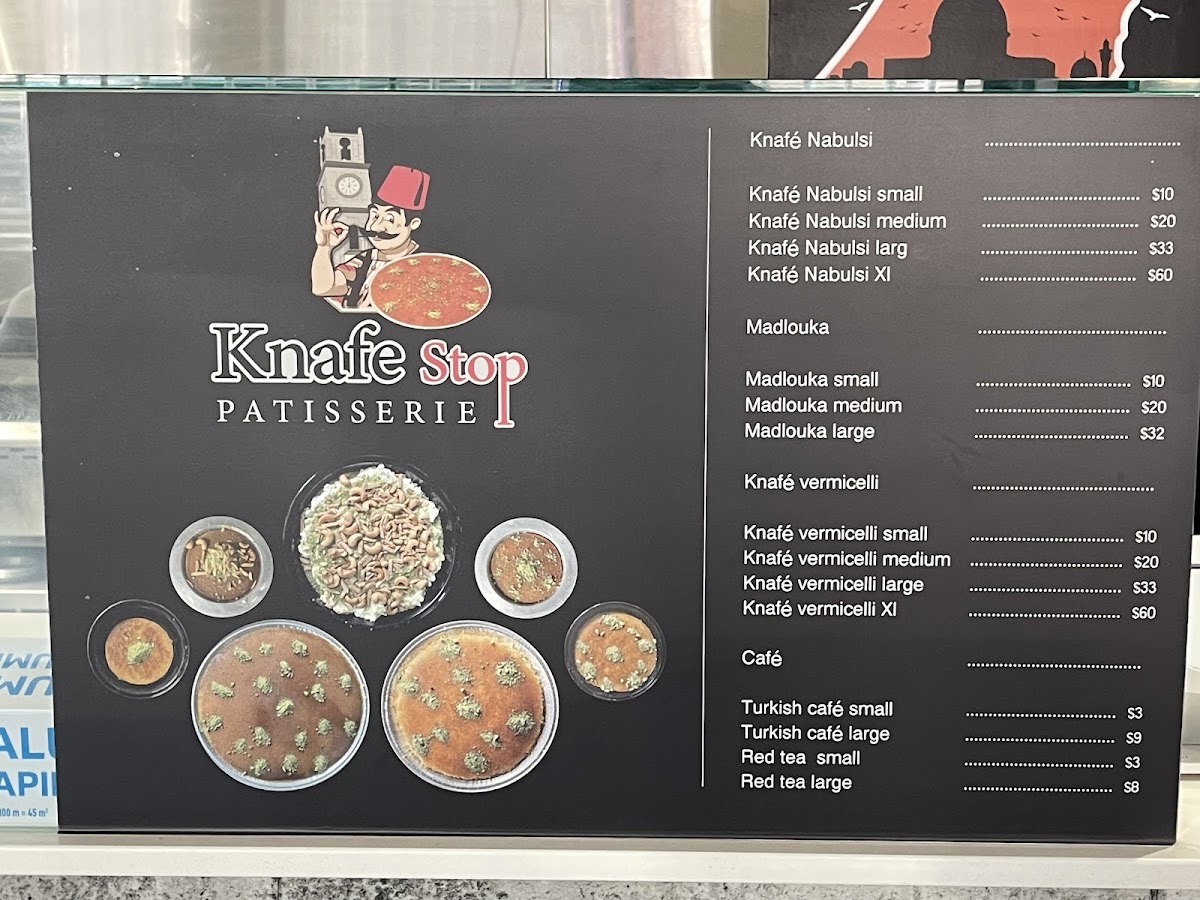 Knafe Stop
PATISSERIE
Knafé Nabulsi ........................................
Knafé Nabulsi small ................................ $10
Knafé Nabulsi medium ................................ $20
Knafé Nabulsi larg ................................ $33
Knafé Nabulsi Xl ................................ $60
Madlouka ........................................
Madlouka small ................................ $10
Madlouka medium ................................ $20
Madlouka large ................................ $32
Knafé vermicelli ........................................
Knafé vermicelli small ................................ $10
Knafé vermicelli medium ................................ $20
Knafé vermicelli large ................................ $33
Knafé vermicelli Xl ................................ $60
Café ........................................
Turkish café small ................................ $3
Turkish café large ................................ $9
Red tea small ................................ $3
Red tea large ................................ $8